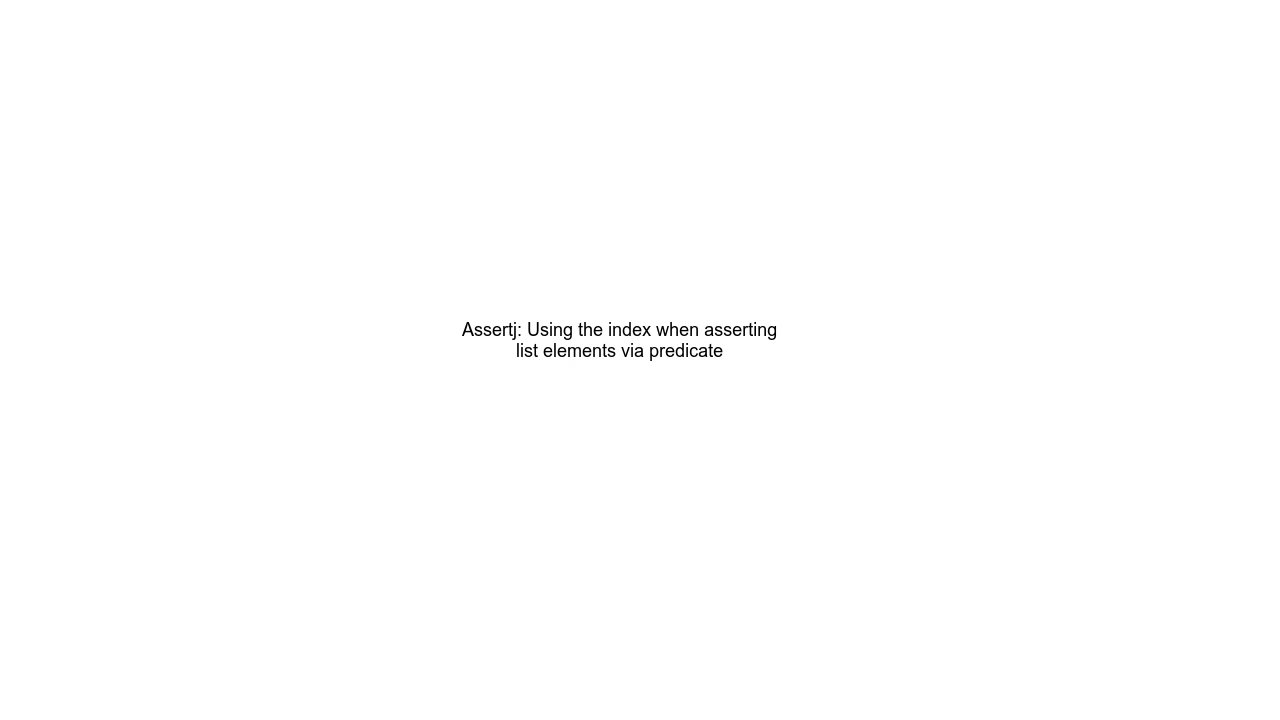 Assertj: Using the index when asserting
list elements via predicate